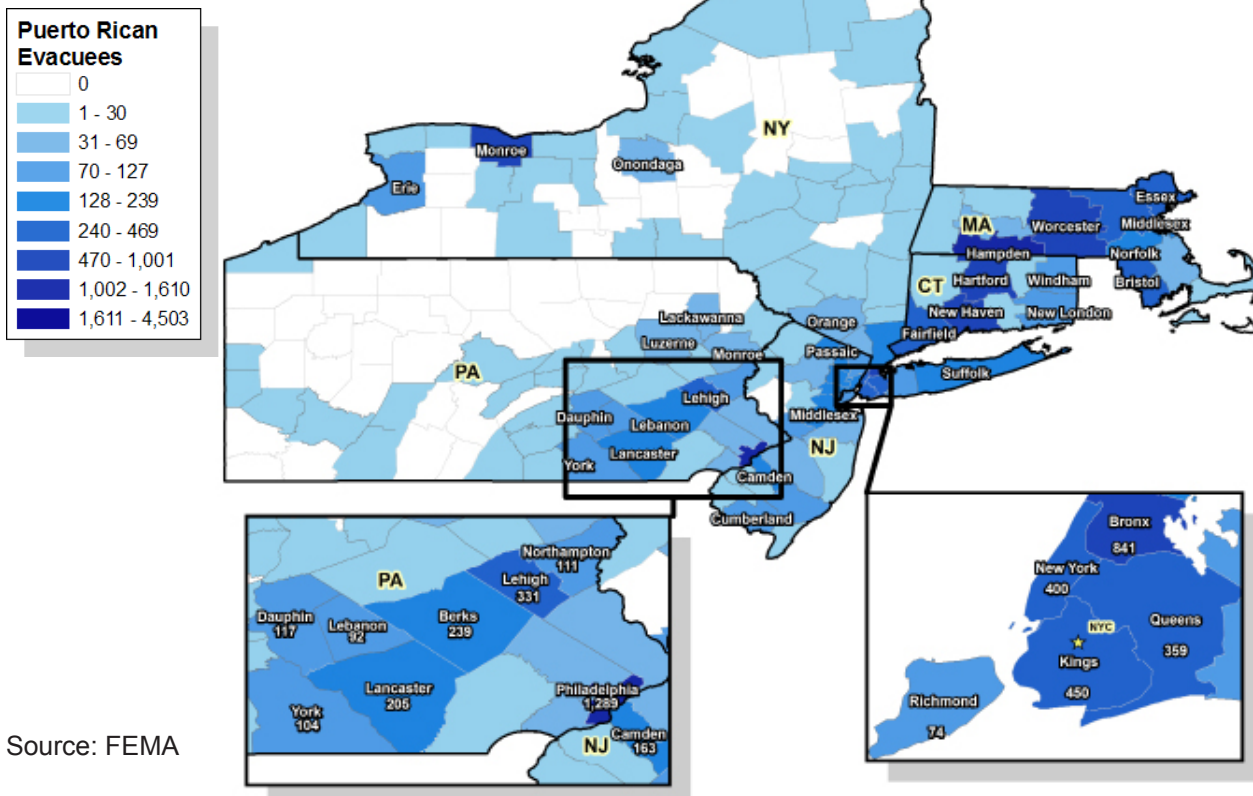 Puerto Rican
Evacuees
0
1 - 30
31 - 69
70 - 127
128 - 239
240 - 469
470 - 1,001
1,002 - 1,610
1,611 - 4,503
NY
Monroe
Onondaga
Erie
Essex
MA
Worcester
Middlesex
Hampden
Norfolk
CT
Hartford
Windham
Bristol
New Haven
New London
Lackawanna
Orange
Fairfield
Luzerne
Monroe
Passaic
PA
Suffolk
Lehigh
Dauphin
Lebanon
Middlesex
Lancaster
NJ
York
Camden
Cumberland
Northampton
111
PA
Lehigh
331
Dauphin
117
Lebanon
92
Berks
239
Lancaster
205
Philadelphia
1,289
York
104
NJ
Camden
163
Bronx
841
New York
400
Queens
359
NYC
Kings
450
Richmond
74
Source: FEMA